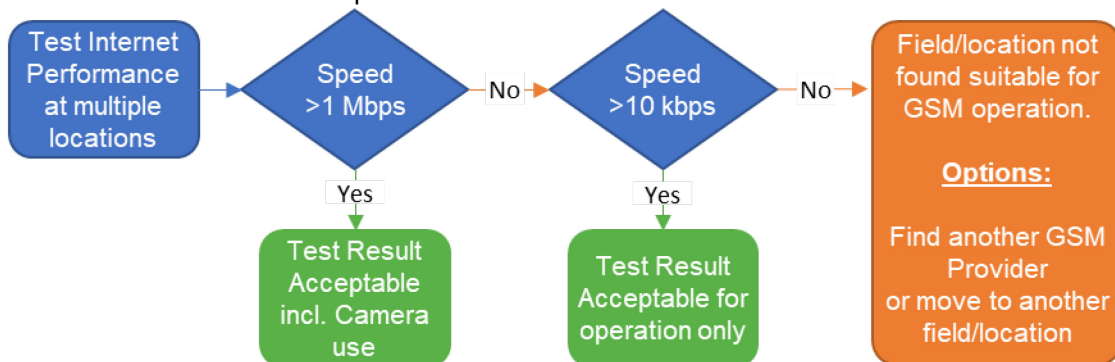 Test Internet
Performance
at multiple
locations
Speed
>1 Mbps
No
Speed
>10 kbps
No
Field/location not
found suitable for
GSM operation.
Options:
Find another GSM
Provider
or move to another
field/location
Yes
Yes
Test Result
Acceptable
incl. Camera
use
Test Result
Acceptable for
operation only